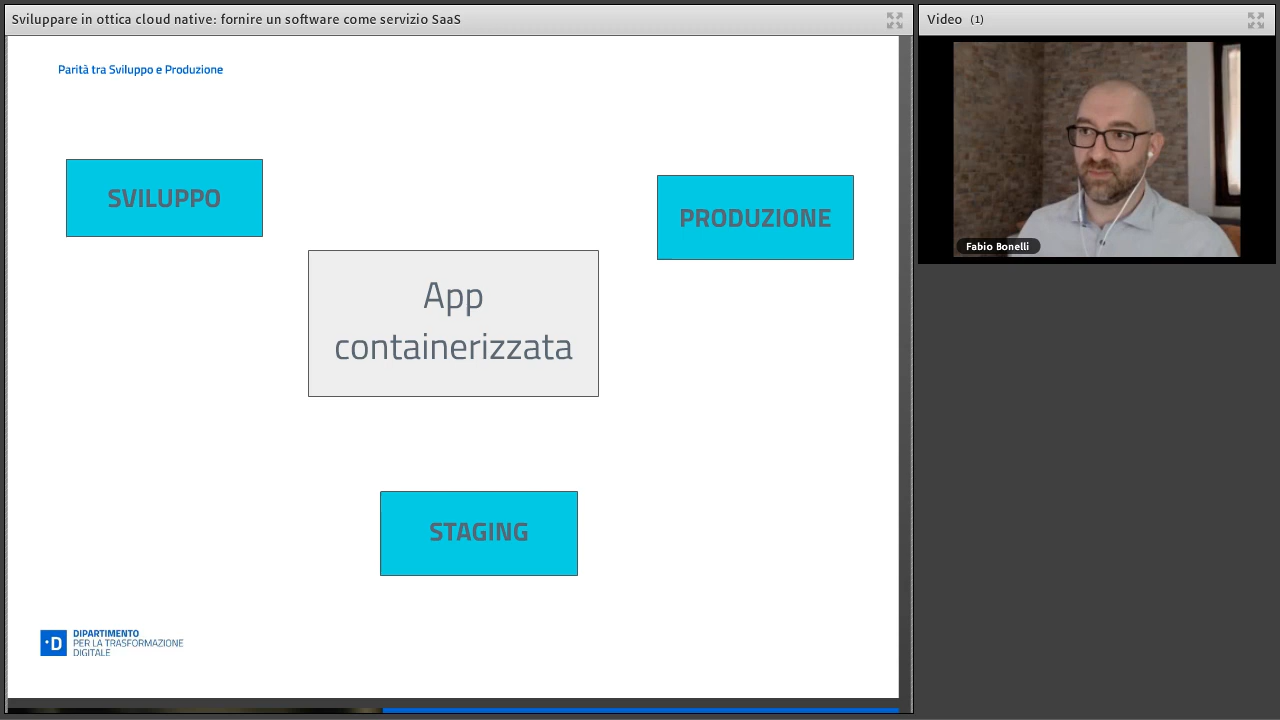 Sviluppare in ottica cloud native: fornire un software come servizio SaaS
Video (1)
Parità tra Sviluppo e Produzione
SVILUPPO
PRODUZIONE
App
containerizzata
STAGING
Fabio Bonelli
·D
DIPARTIMENTO
PER LA TRASFORMAZIONE
DIGITALE